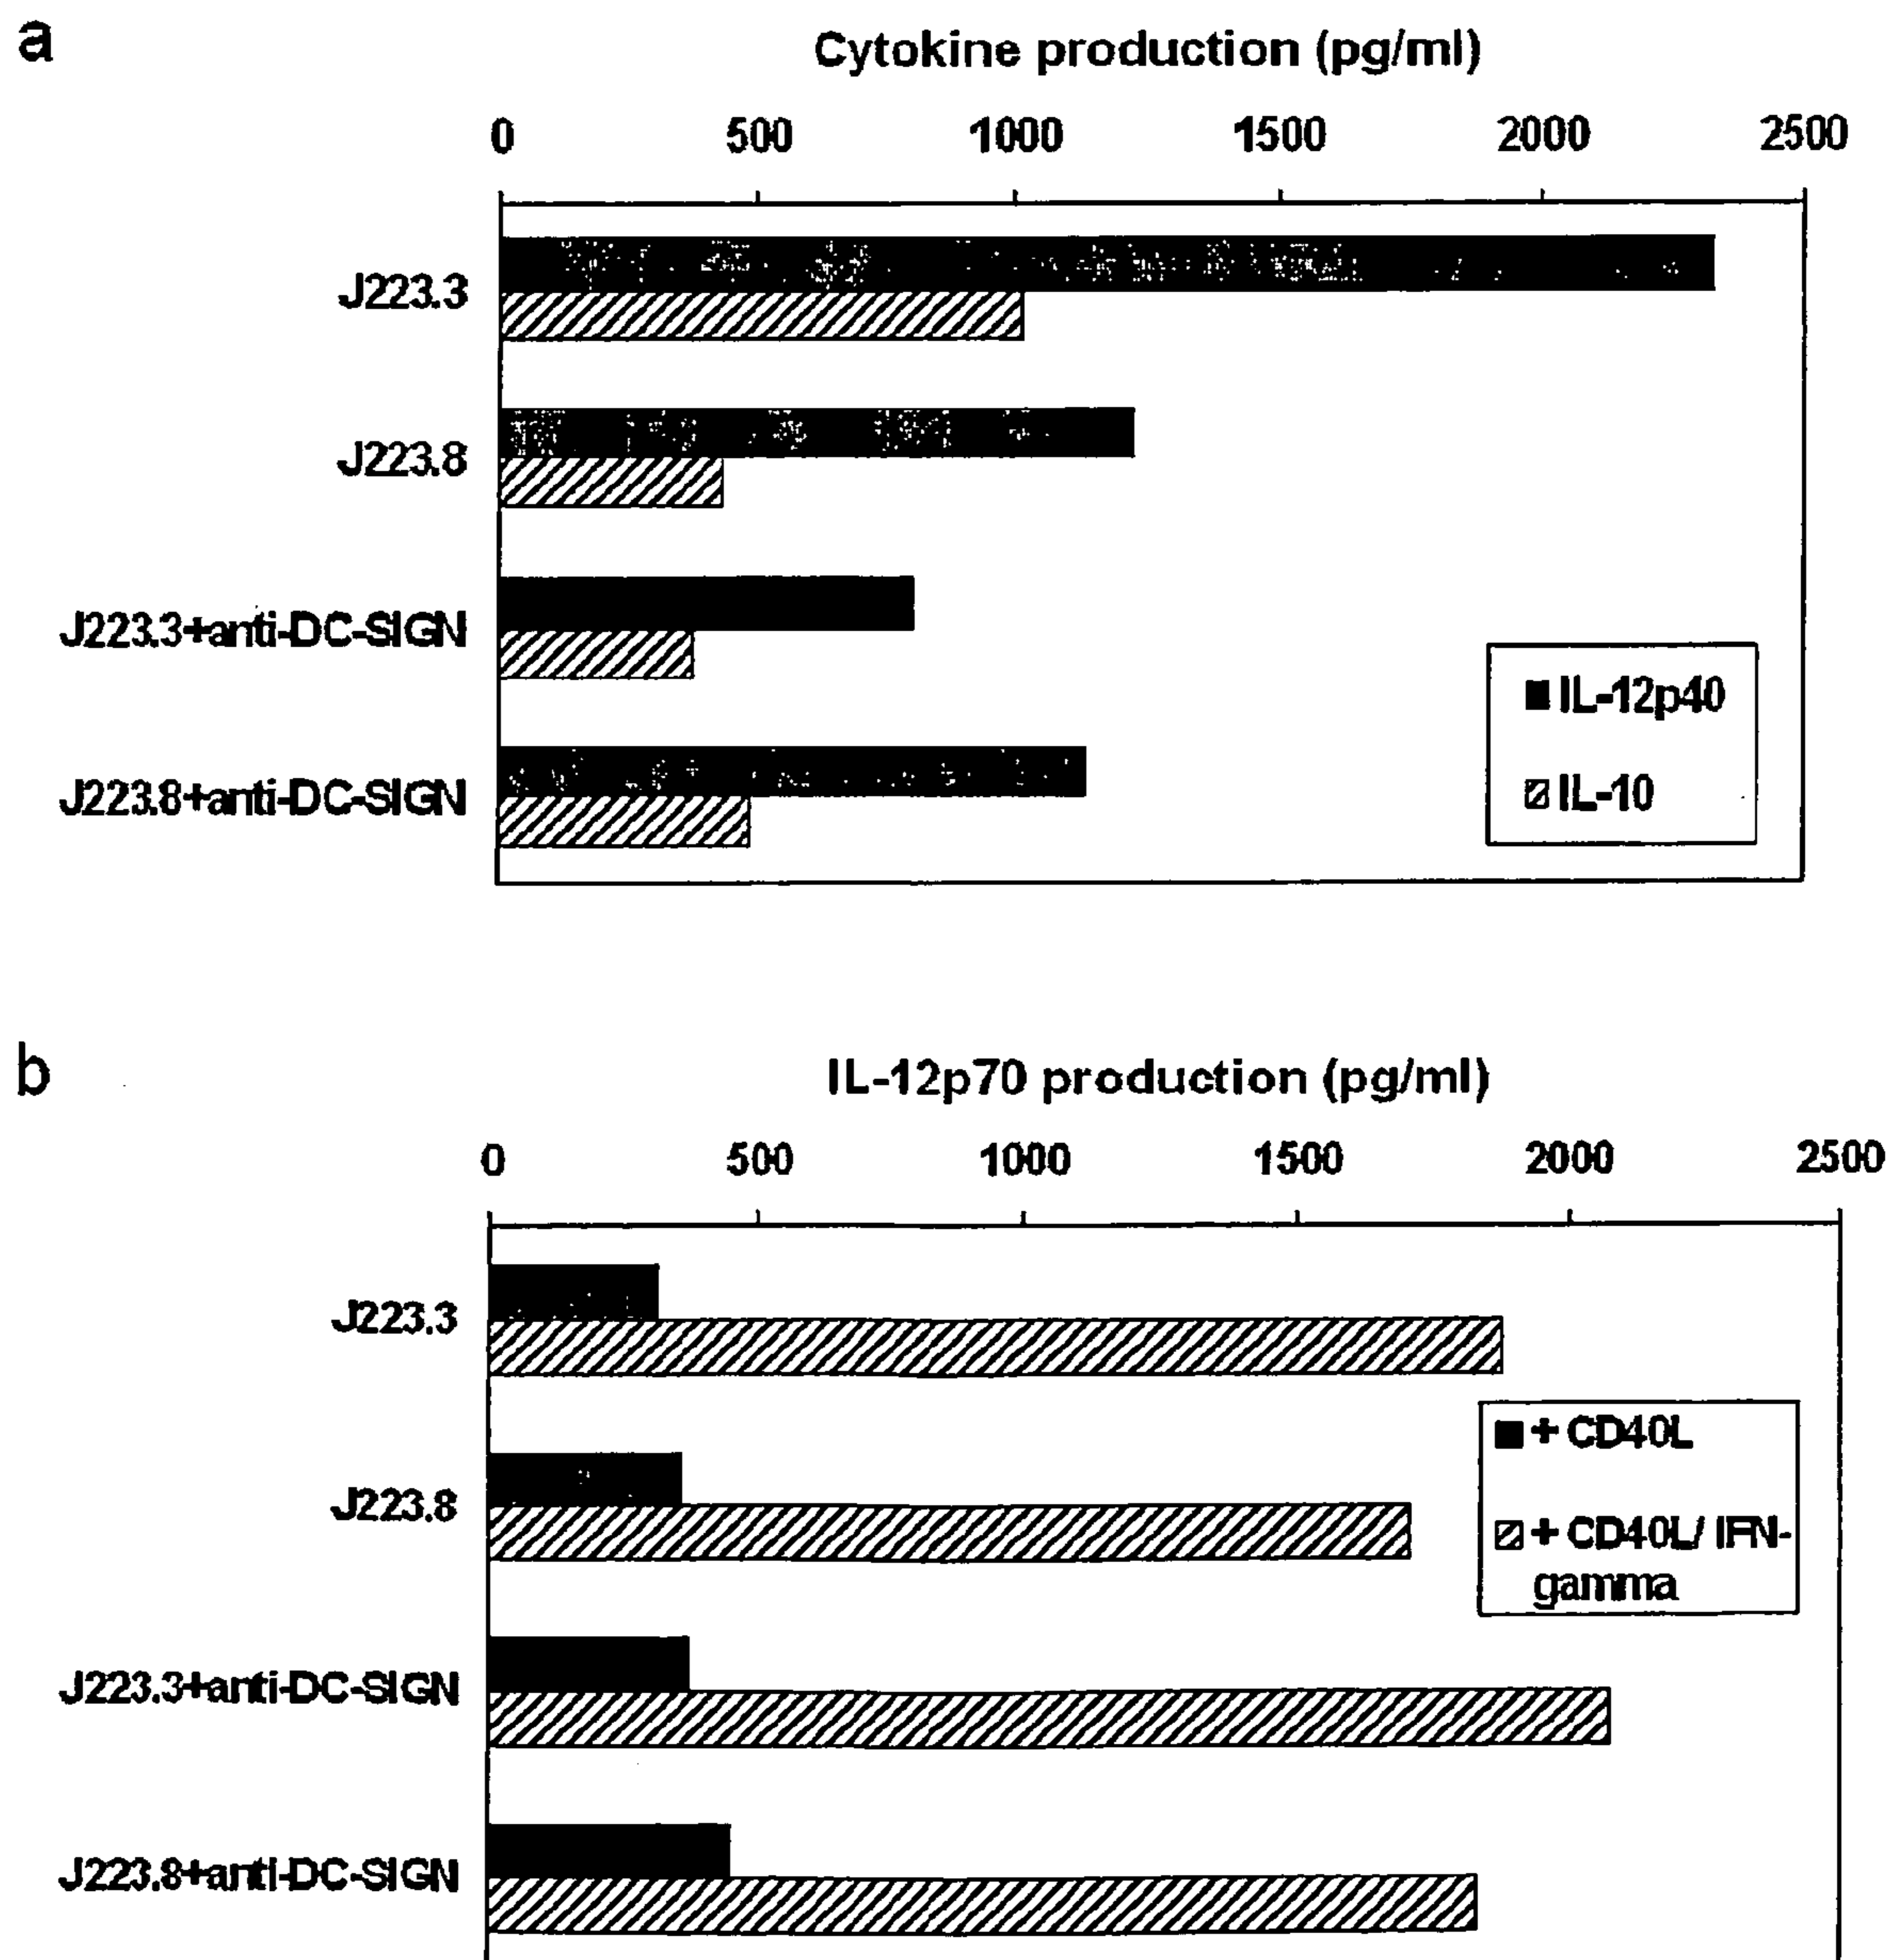 a
Cytokine production (pg/ml)
0 500 1000 1500 2000 2500
J223.3
J223.8
J223.3+anti-DC-SIGN
J223.8+anti-DC-SIGN
IL-12p40
IL-10
b
IL-12p70 production (pg/ml)
0 500 1000 1500 2000 2500
J223.3
J223.8
J223.3+anti-DC-SIGN
J223.8+anti-DC-SIGN
+ CD40L
+ CD40L/ IFN-
gamma